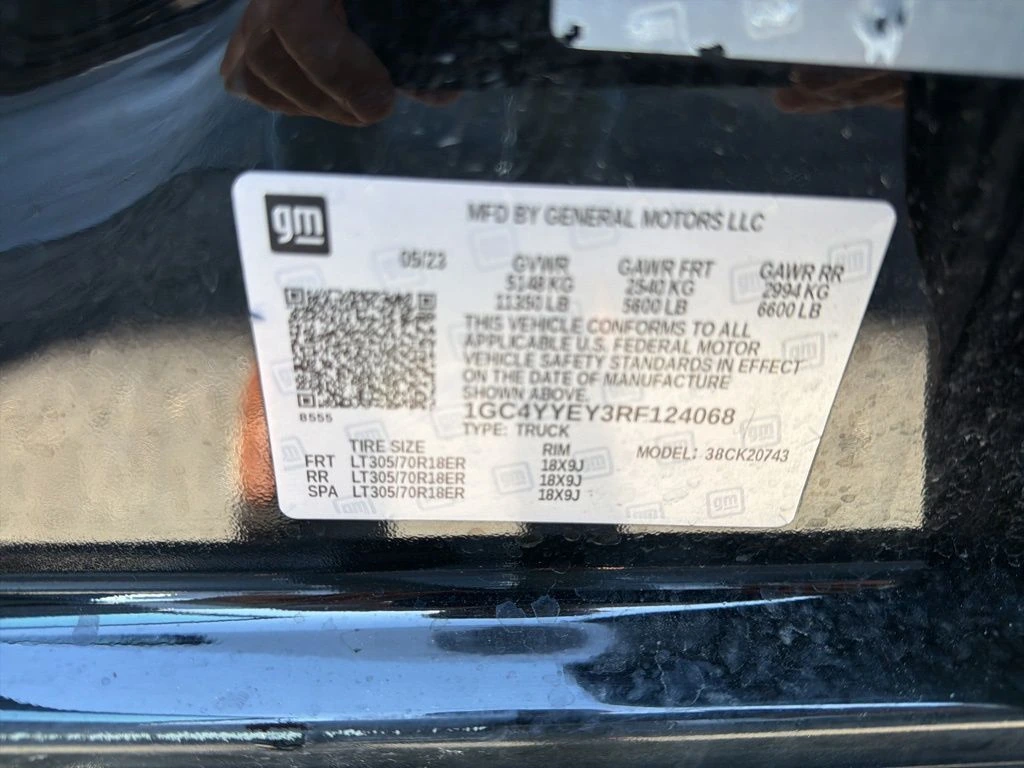 gm
MFD BY GENERAL MOTORS LLC
05/23 GVWR GAWR FRT GAWR RR
5148 KG 2540 KG 2994 KG
11350 LB 5600 LB 6600 LB
THIS VEHICLE CONFORMS TO ALL
APPLICABLE U.S. FEDERAL MOTOR
VEHICLE SAFETY STANDARDS IN EFFECT
ON THE DATE OF MANUFACTURE
SHOWN ABOVE.
8555
1GC4YYEY3RF124068
TYPE: TRUCK
TIRE SIZE RIM MODEL: 38CK20743
FRT LT305/70R18ER 18X9J
RR LT305/70R18ER 18X9J
SPA LT305/70R18ER 18X9J